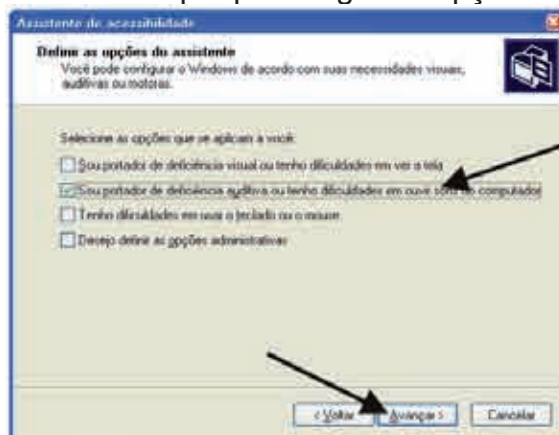 Assistente de acessibilidade
Define as opções do assistente
Você pode configurar o Windows de acordo com suas necessidades visuais,
auditivas ou motoras.
Selecione as opções que se aplicam a você:
Sou portador de deficiência visual ou tenho dificuldades em ver a tela
Sou portador de deficiência auditiva ou tenho dificuldades em ouvir computador
Tenho dificuldades em usar o teclado ou o mouse
Desejo definir as opções administrativas
< Voltar
Avançar >
Cancelar